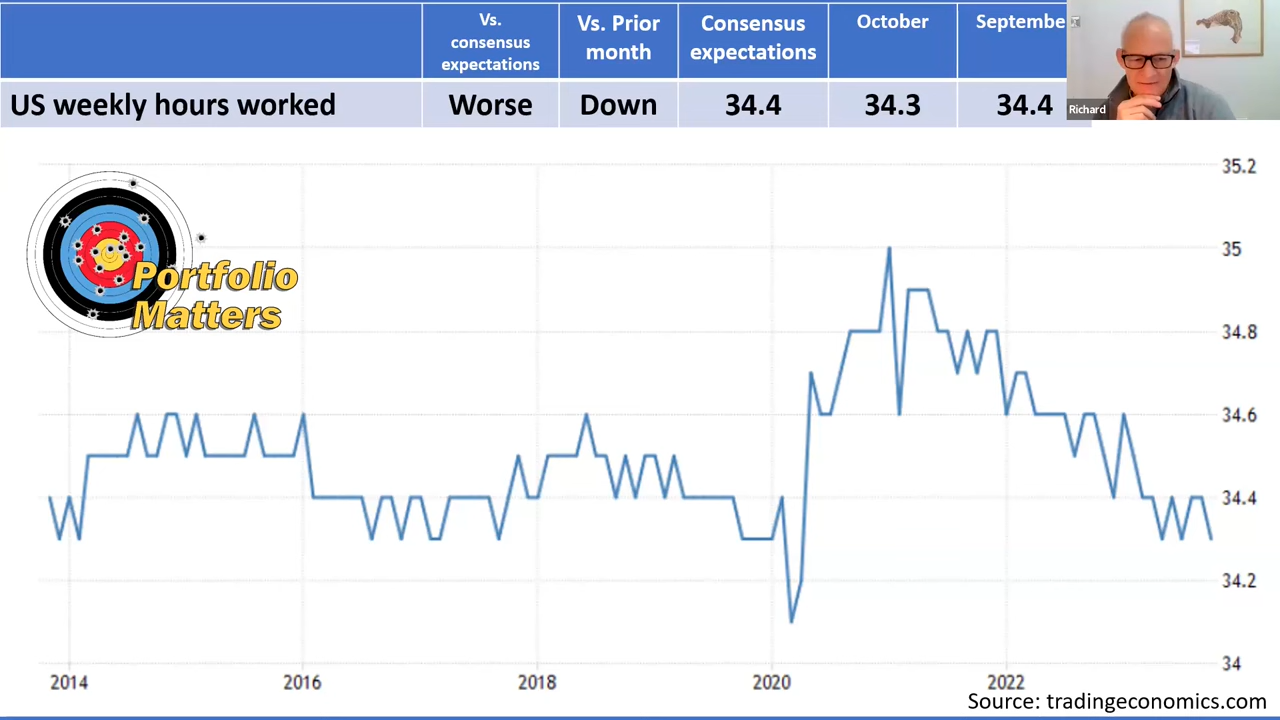 Vs. consensus expectations
Vs. Prior month
Consensus expectations
October
Septembe
US weekly hours worked
Worse
Down
34.4
34.3
34.4
Richard
Portfolio
Matters
35.2
35
34.8
34.6
34.4
34.2
34
2014
2016
2018
2020
2022
Source: tradingeconomics.com